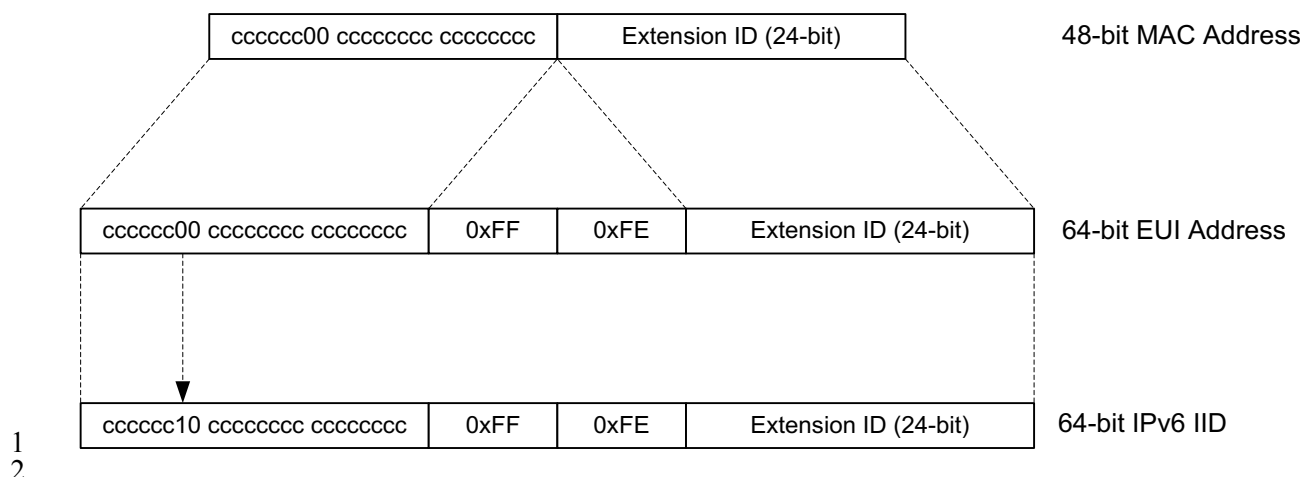 cccccc00 cccccccc cccccccc Extension ID (24-bit) 48-bit MAC Address
cccccc00 cccccccc cccccccc 0xFF 0xFE Extension ID (24-bit) 64-bit EUI Address
cccccc10 cccccccc cccccccc 0xFF 0xFE Extension ID (24-bit) 64-bit IPv6 IID
1
2